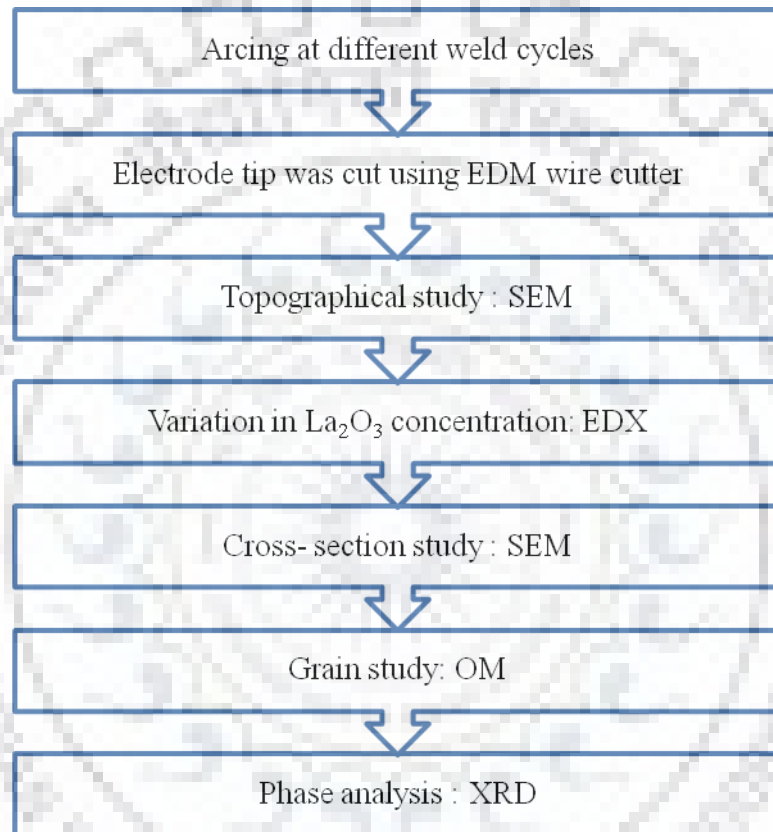 Arcing at different weld cycles
Electrode tip was cut using EDM wire cutter
Topographical study : SEM
Variation in La₂O₃ concentration: EDX
Cross- section study : SEM
Grain study: OM
Phase analysis : XRD